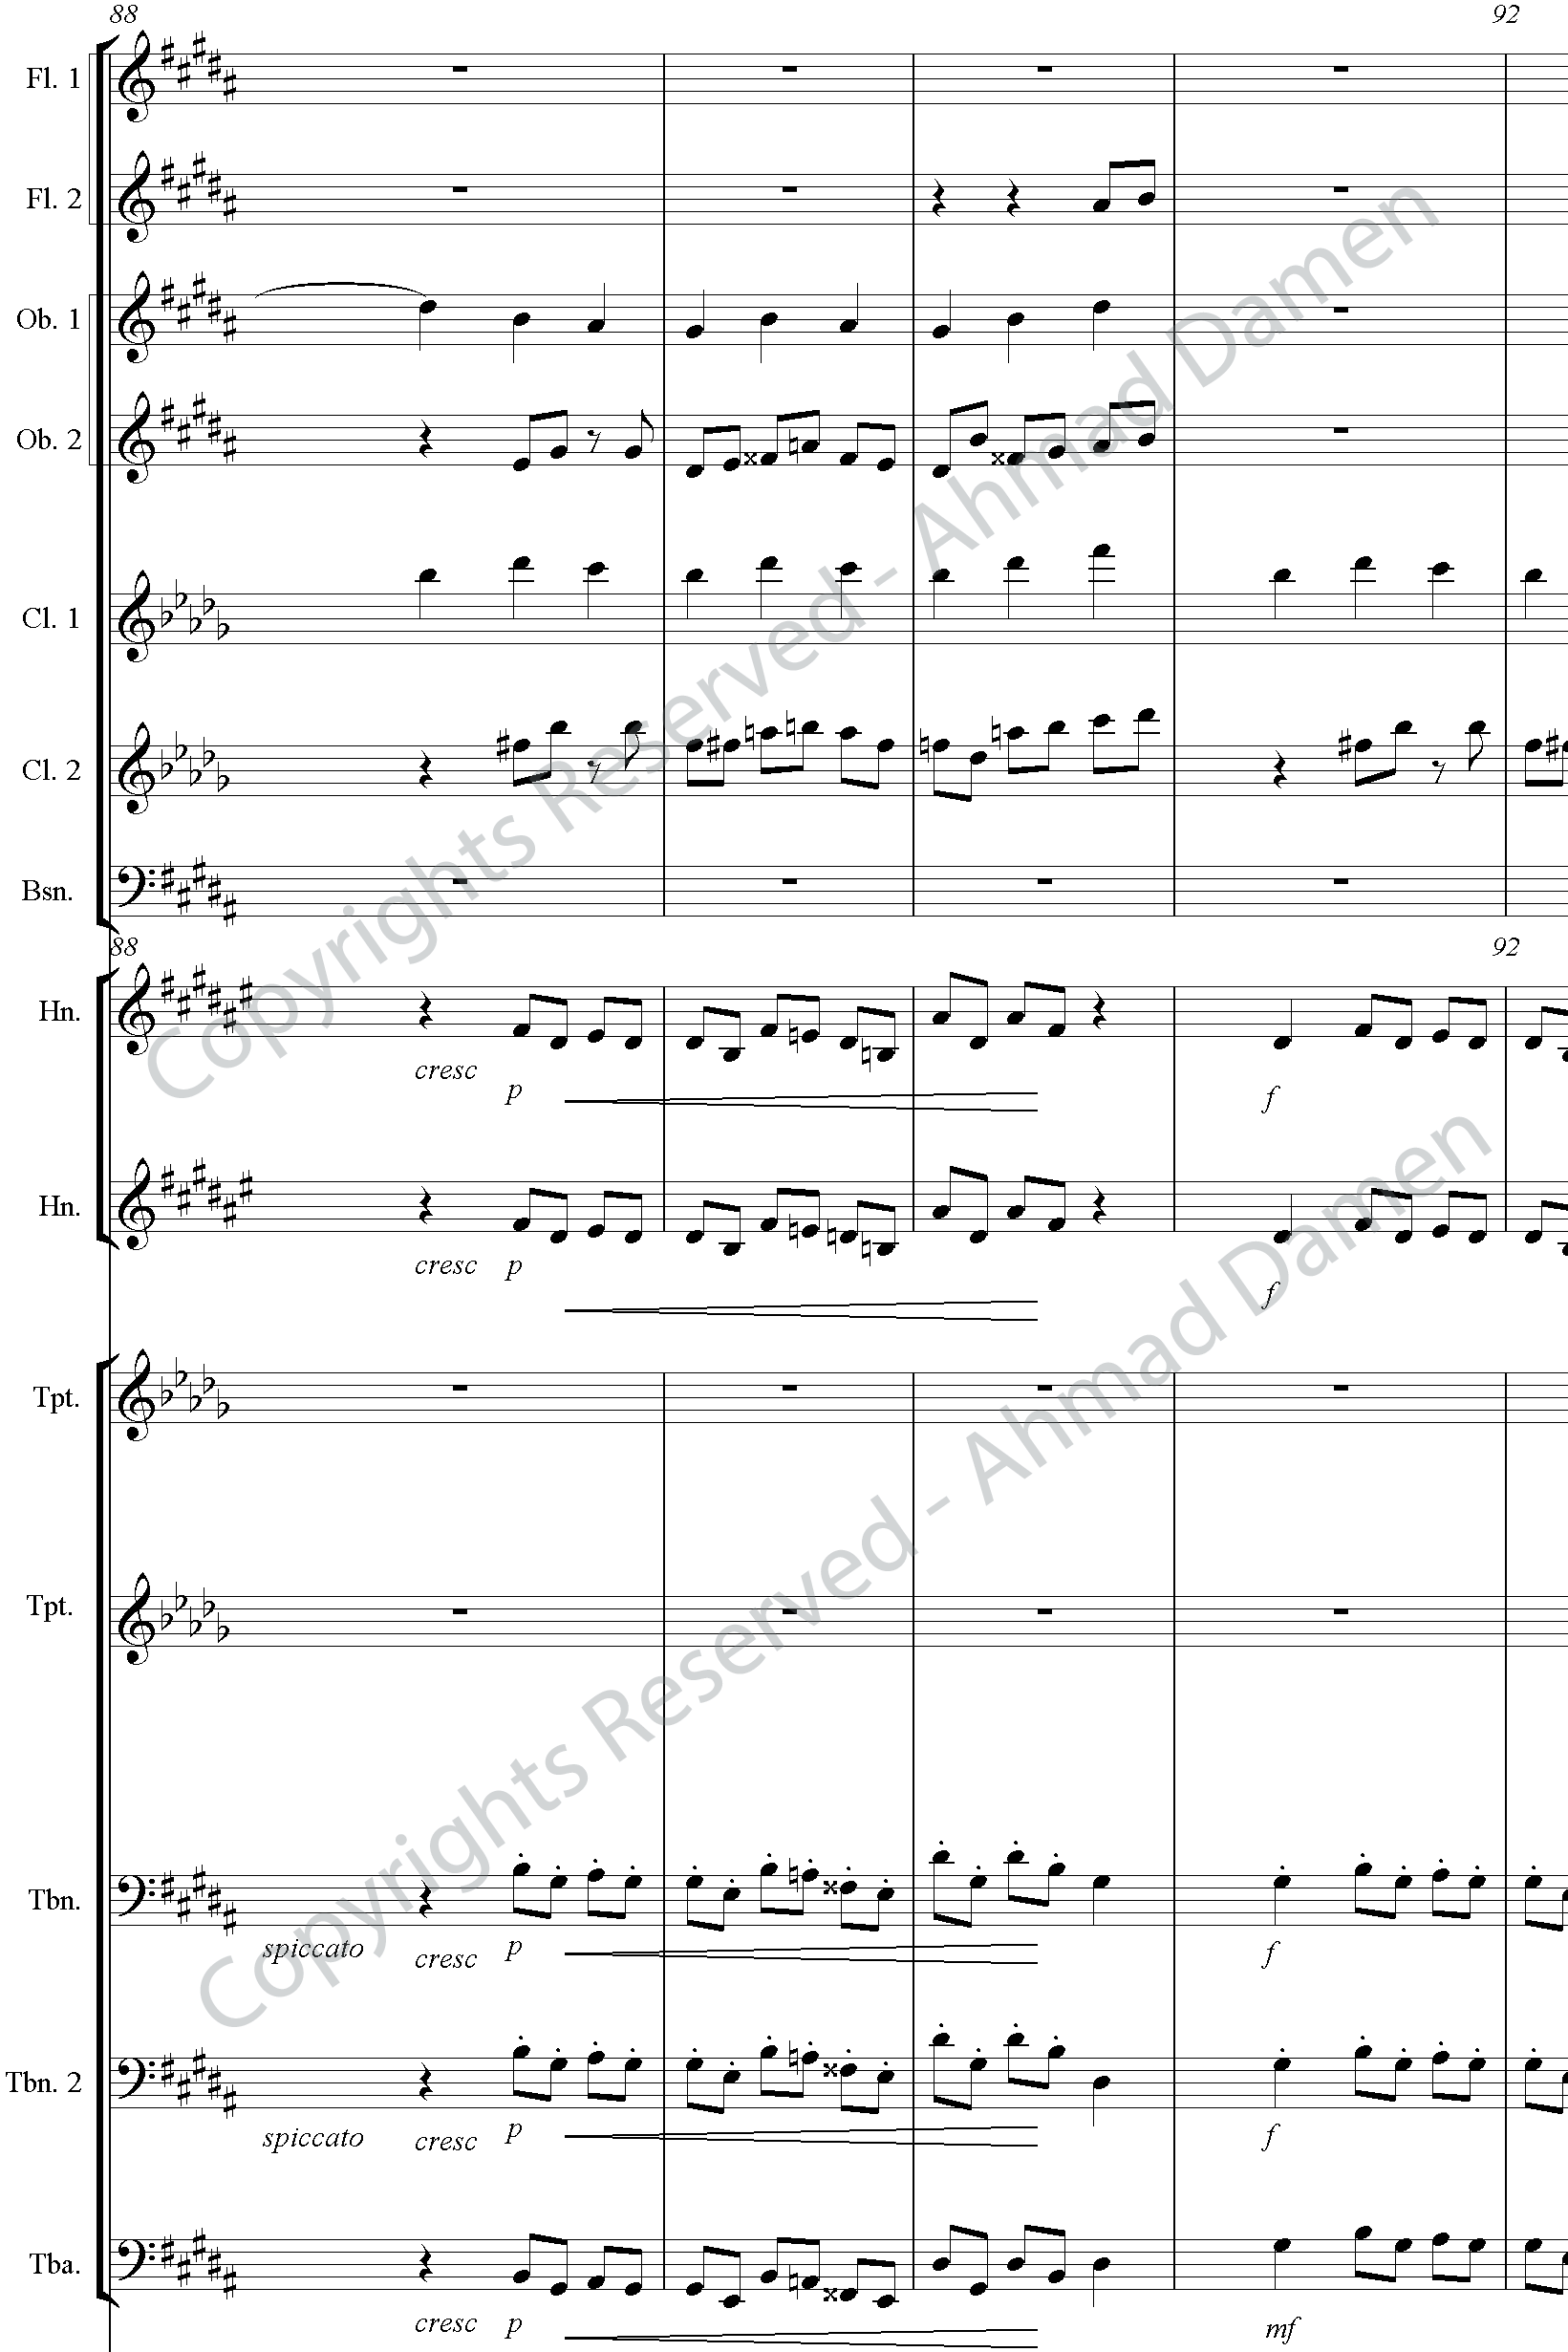 88
92
Fl. 1
Fl. 2
Ob. 1
Ob. 2
Cl. 1
Cl. 2
Bsn.
Copyrights Reserved - Ahmad Damen
88
92
Hn.
cresc
p
f
Hn.
cresc p
f
Tpt.
Tpt.
Copyrights Reserved - Ahmad Damen
Tbn.
spiccato cresc p f
Tbn. 2
spiccato cresc p f
Tba.
cresc p mf